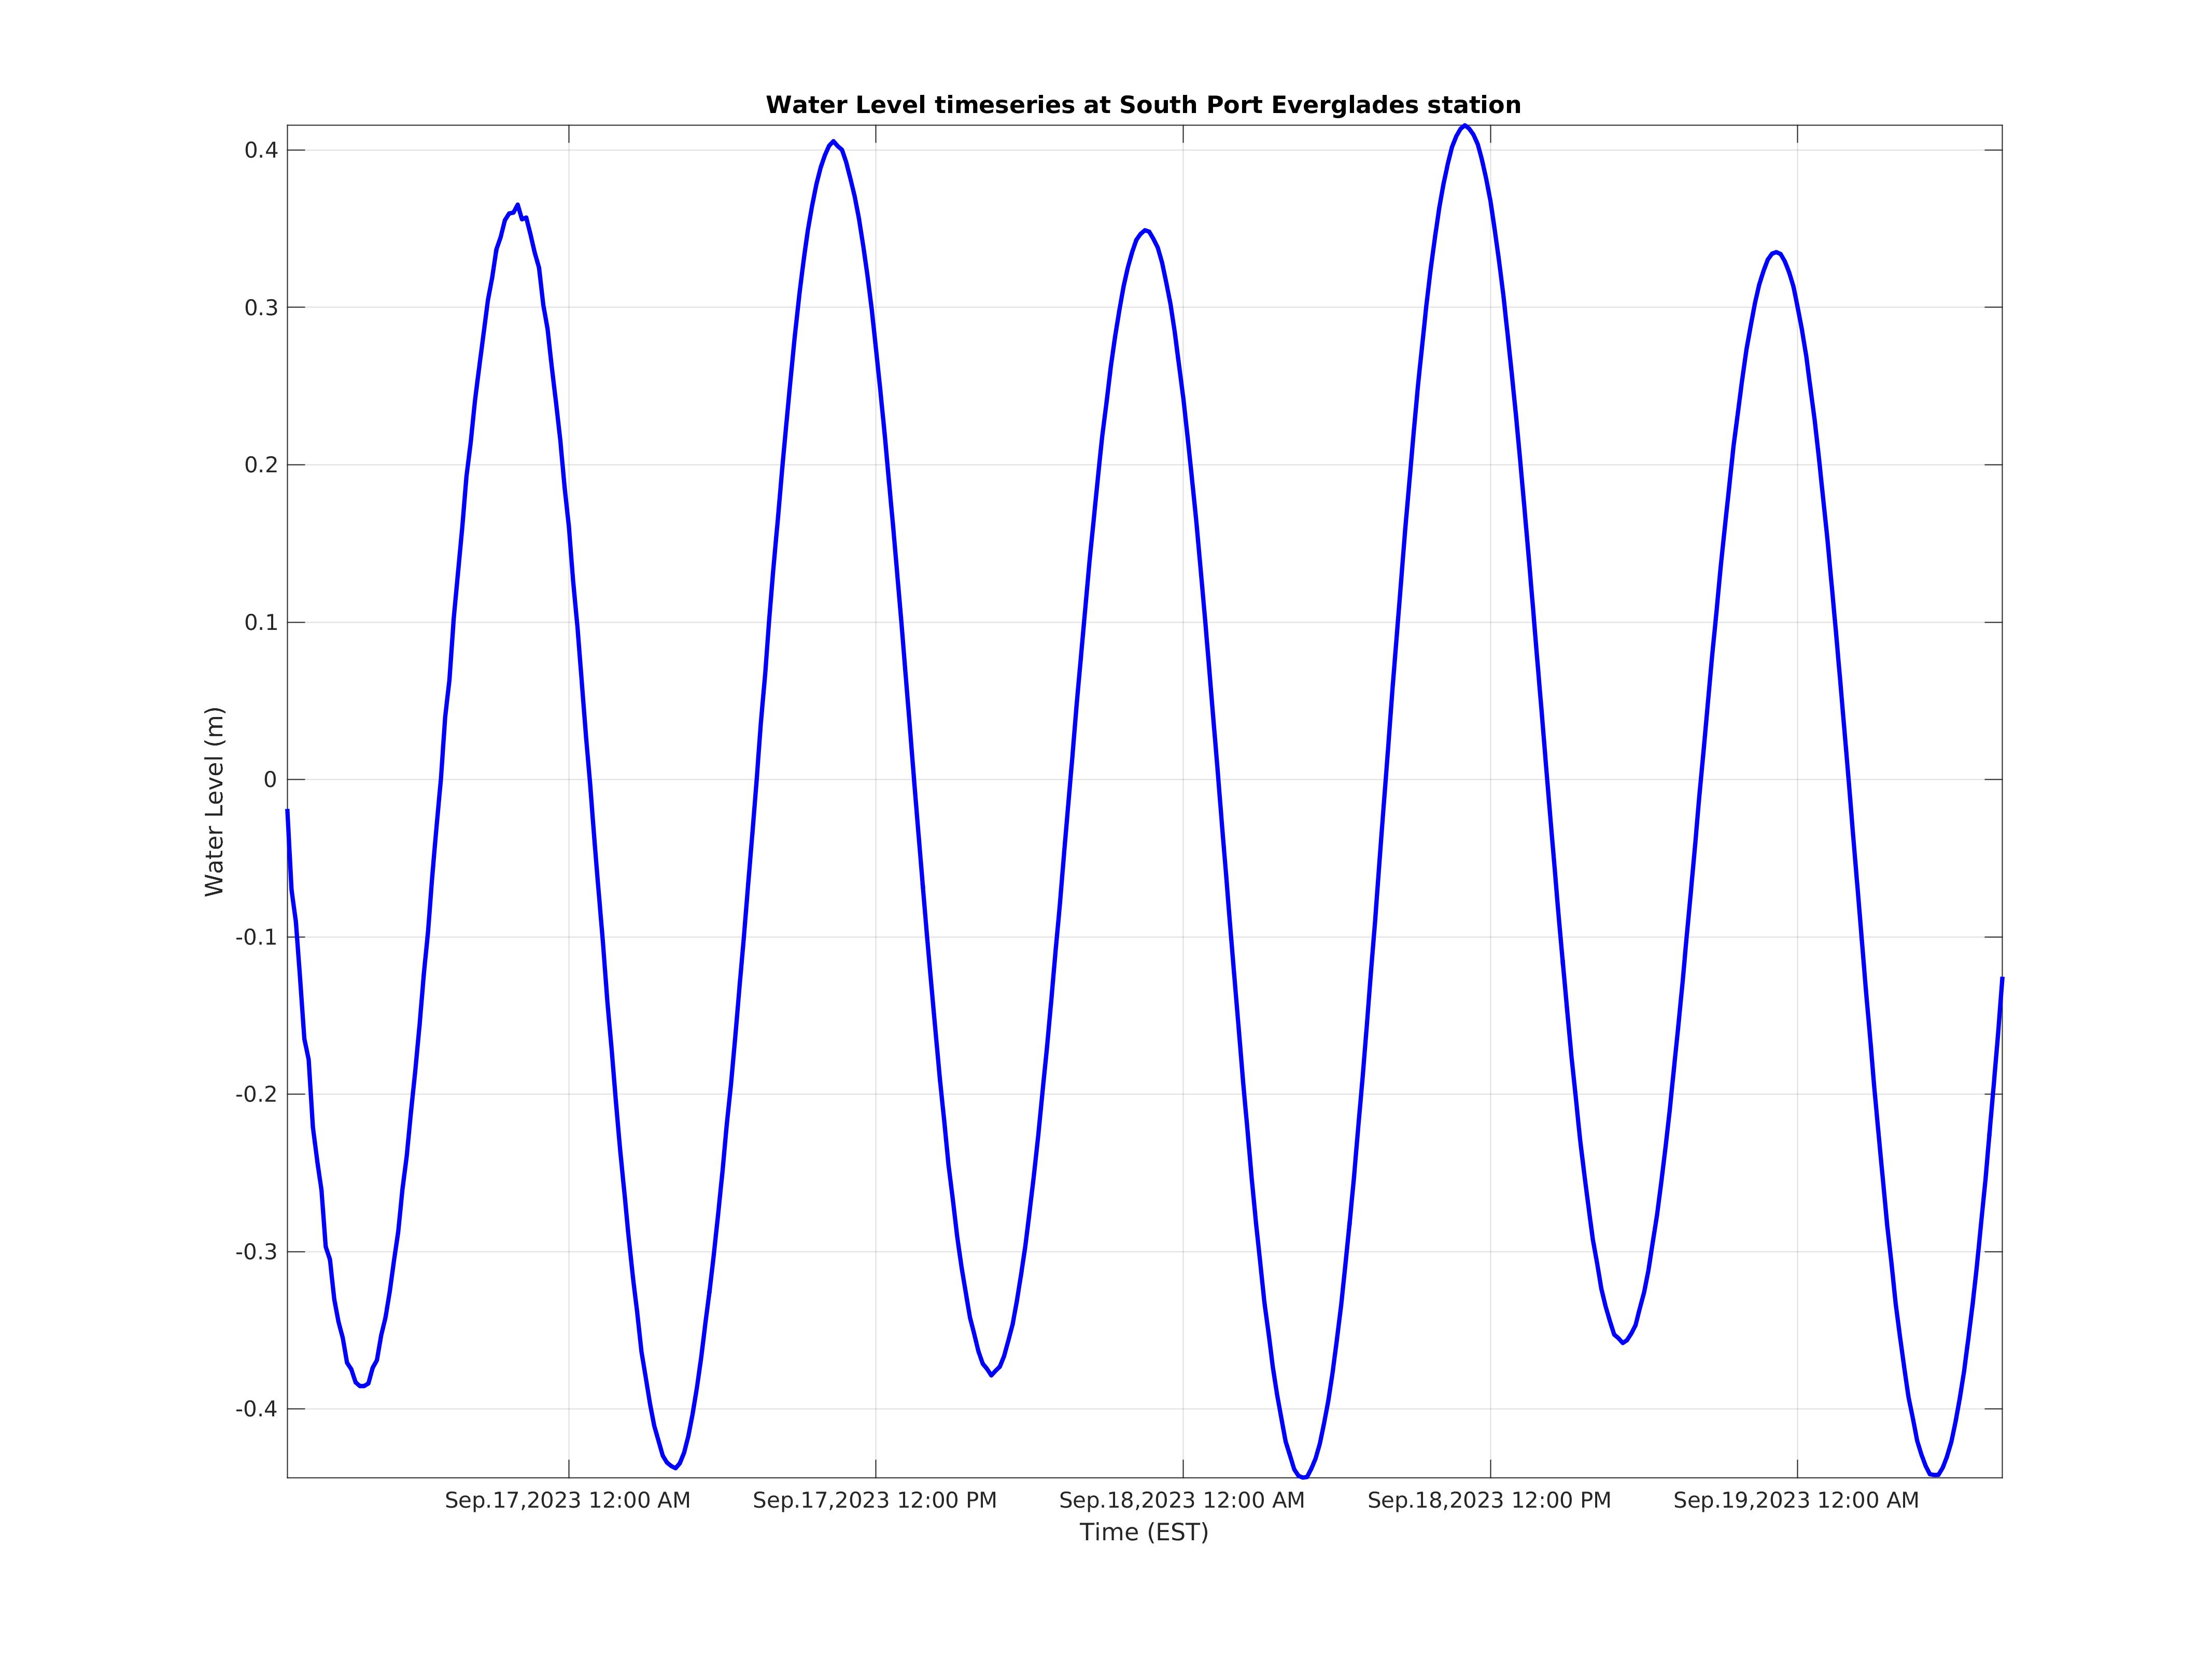 Water Level timeseries at South Port Everglades station
0.4
0.3
0.2
0.1
0
-0.1
-0.2
-0.3
-0.4
Water Level (m)
Sep.17,2023 12:00 AM Sep.17,2023 12:00 PM Sep.18,2023 12:00 AM Sep.18,2023 12:00 PM Sep.19,2023 12:00 AM
Time (EST)